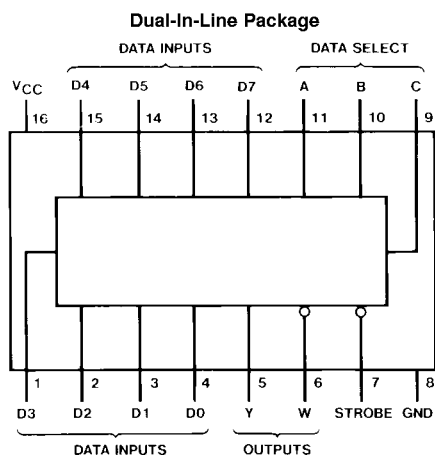 Dual-In-Line Package
DATA INPUTS DATA SELECT
VCC D4 D5 D6 D7 A B C
16 15 14 13 12 11 10 9
1 2 3 4 5 6 7 8
D3 D2 D1 D0 Y W STROBE GND
DATA INPUTS OUTPUTS